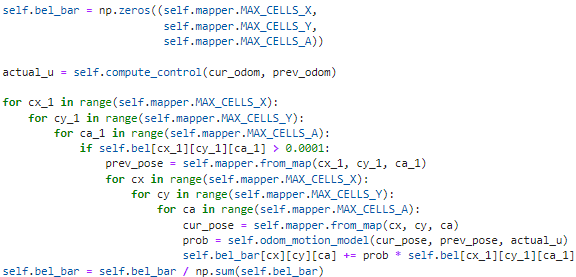 self.bel_bar = np.zeros((self.mapper.MAX_CELLS_X,
self.mapper.MAX_CELLS_Y,
self.mapper.MAX_CELLS_A))
actual_u = self.compute_control(cur_odom, prev_odom)
for cx_1 in range(self.mapper.MAX_CELLS_X):
for cy_1 in range(self.mapper.MAX_CELLS_Y):
for ca_1 in range(self.mapper.MAX_CELLS_A):
if self.bel[cx_1][cy_1][ca_1] > 0.0001:
prev_pose = self.mapper.from_map(cx_1, cy_1, ca_1)
for cx in range(self.mapper.MAX_CELLS_X):
for cy in range(self.mapper.MAX_CELLS_Y):
for ca in range(self.mapper.MAX_CELLS_A):
cur_pose = self.mapper.from_map(cx, cy, ca)
prob = self.odom_motion_model(cur_pose, prev_pose, actual_u)
self.bel_bar[cx][cy][ca] += prob * self.bel[cx_1][cy_1][ca_1]
self.bel_bar = self.bel_bar / np.sum(self.bel_bar)